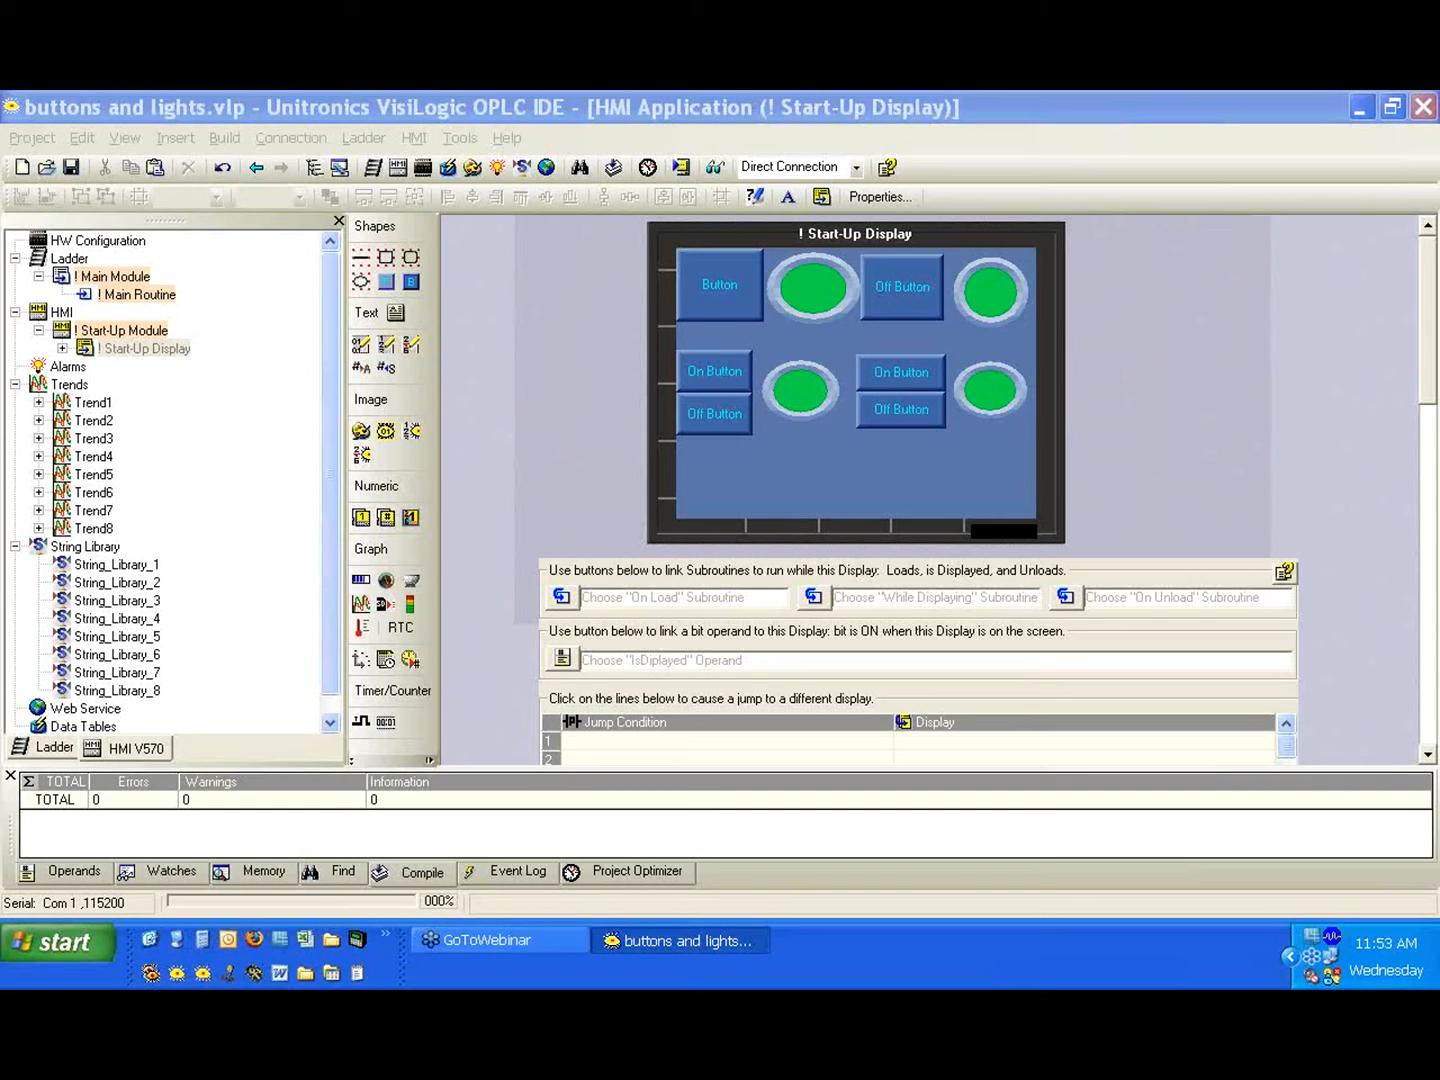 buttons and lights.vlp - Unitronics VisiLogic OPLC IDE - [HMI Application (! Start-Up Display)]
Project Edit View Insert Build Connection Ladder HMI Tools Help
Direct Connection
Properties...
HW Configuration
Ladder
! Main Module
! Main Routine
HMI
! Start-Up Module
! Start-Up Display
Alarms
Trends
Trend1
Trend2
Trend3
Trend4
Trend5
Trend6
Trend7
Trend8
String Library
String_Library_1
String_Library_2
String_Library_3
String_Library_4
String_Library_5
String_Library_6
String_Library_7
String_Library_8
Web Service
Data Tables
Ladder HMI V570
Shapes
Text
Image
Numeric
Graph
RTC
Timer/Counter
! Start-Up Display
Button Off Button
On Button On Button
Off Button Off Button
Use buttons below to link Subroutines to run while this Display: Loads, is Displayed, and Unloads.
Choose "On Load" Subroutine Choose "While Displaying" Subroutine Choose "On Unload" Subroutine
Use button below to link a bit operand to this Display: bit is ON when this Display is on the screen.
Choose "IsDiplayed" Operand
Click on the lines below to cause a jump to a different display.
Jump Condition Display
1
2
Σ TOTAL Errors Warnings Information
TOTAL 0 0 0
Operands Watches Memory Find Compile Event Log Project Optimizer
Serial: Com 1 ,115200 000%
start GoToWebinar buttons and lights... 11:53 AM
Wednesday